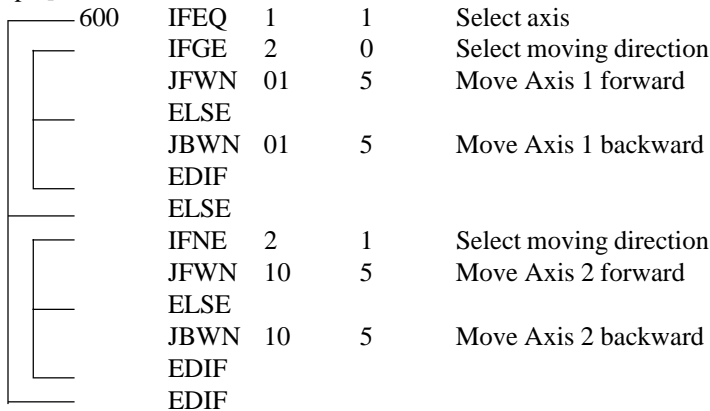 600 IFEQ 1 1 Select axis
IFGE 2 0 Select moving direction
JFWN 01 5 Move Axis 1 forward
ELSE
JBWN 01 5 Move Axis 1 backward
EDIF
ELSE
IFNE 2 1 Select moving direction
JFWN 10 5 Move Axis 2 forward
ELSE
JBWN 10 5 Move Axis 2 backward
EDIF
EDIF